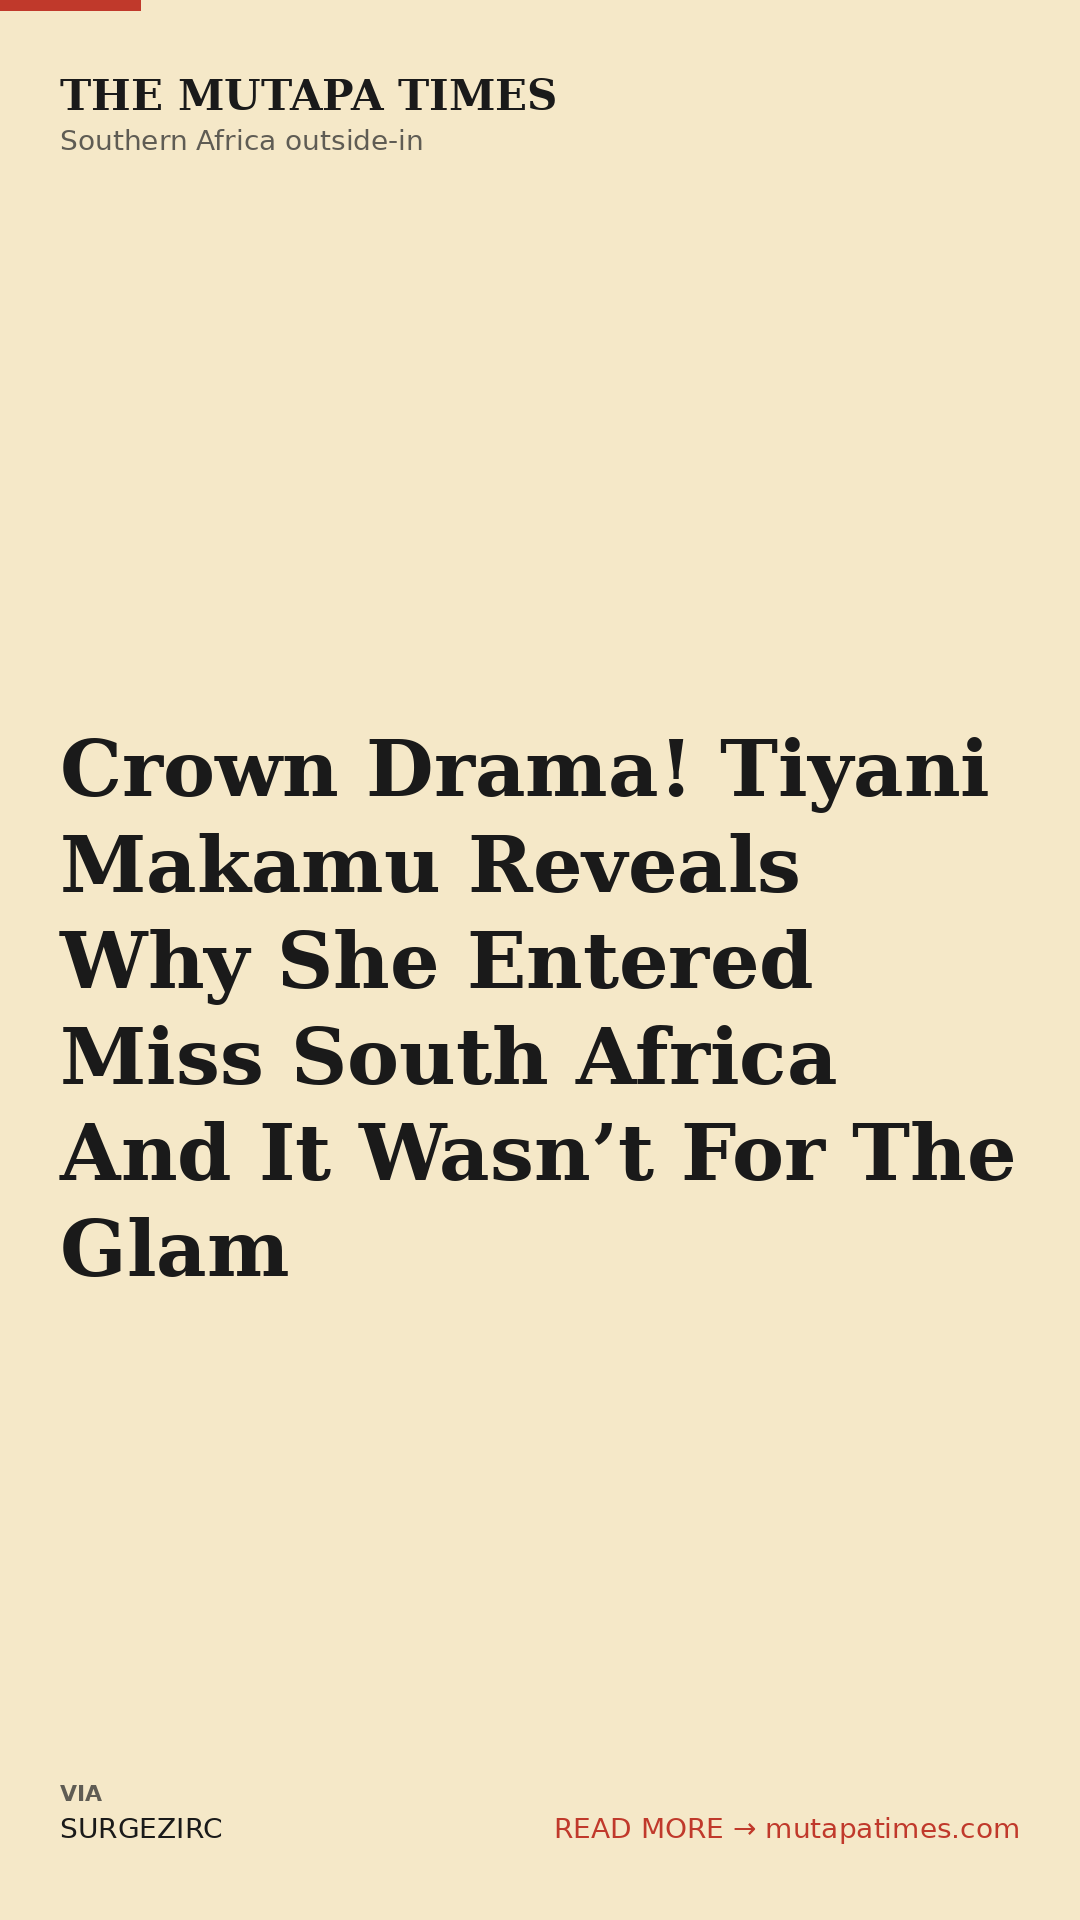 THE MUTAPA TIMES
Southern Africa outside-in
Crown Drama! Tiyani
Makamu Reveals
Why She Entered
Miss South Africa
And It Wasn’t For The
Glam
VIA
SURGEZIRC
READ MORE → mutapatimes.com